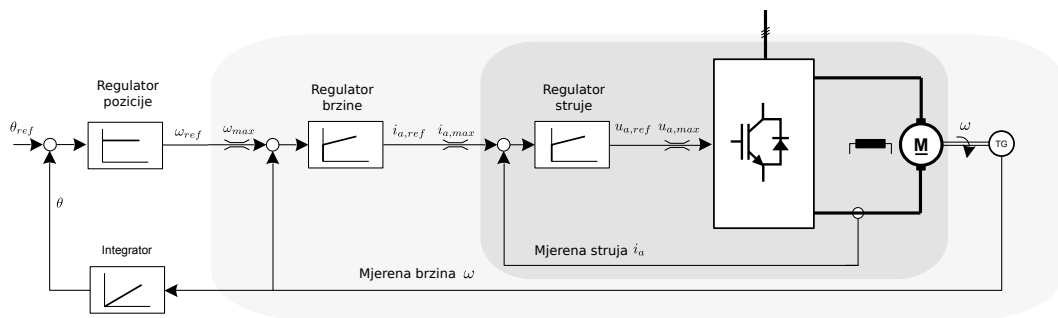 Regulator
pozicije
Regulator
brzine
Regulator
struje
θ_ref
ω_ref
ω_max
i_a,ref
i_a,max
u_a,ref
u_a,max
M
ω
TG
θ
Integrator
Mjerena struja i_a
Mjerena brzina ω